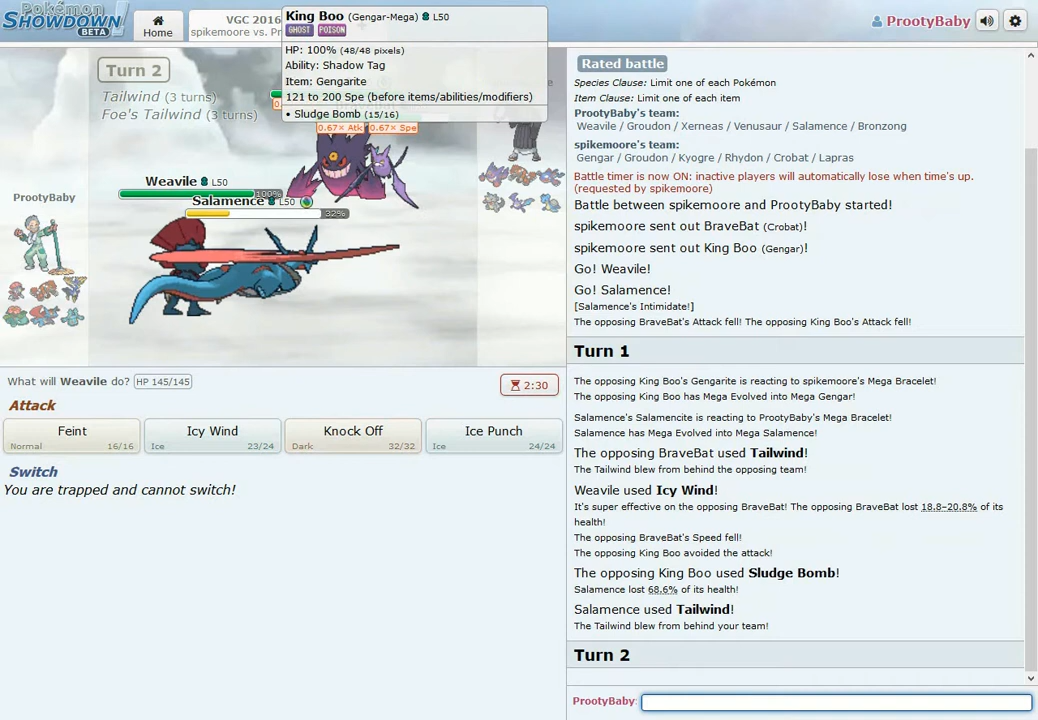 Pokémon
SHOWDOWN!
BETA
Home
VGC 2016
spikemoore vs. Pr
ProotyBaby
King Boo (Gengar-Mega) L50
GHOST POISON
HP: 100% (48/48 pixels)
Ability: Shadow Tag
Item: Gengarite
121 to 200 Spe (before items/abilities/modifiers)
• Sludge Bomb (15/16)
Turn 2
Tailwind (3 turns)
Foe's Tailwind (3 turns)
0.67× Atk 0.67× Spe
Weavile L50
100%
Salamence L50
32%
ProotyBaby
What will Weavile do? HP 145/145
2:30
Attack
Feint
Normal 16/16
Icy Wind
Ice 23/24
Knock Off
Dark 32/32
Ice Punch
Ice 24/24
Switch
You are trapped and cannot switch!
Rated battle
Species Clause: Limit one of each Pokémon
Item Clause: Limit one of each item
ProotyBaby's team:
Weavile / Groudon / Xerneas / Venusaur / Salamence / Bronzong
spikemoore's team:
Gengar / Groudon / Kyogre / Rhydon / Crobat / Lapras
Battle timer is now ON: inactive players will automatically lose when time's up.
(requested by spikemoore)
Battle between spikemoore and ProotyBaby started!
spikemoore sent out BraveBat (Crobat)!
spikemoore sent out King Boo (Gengar)!
Go! Weavile!
Go! Salamence!
[Salamence's Intimidate!]
The opposing BraveBat's Attack fell! The opposing King Boo's Attack fell!
Turn 1
The opposing King Boo's Gengarite is reacting to spikemoore's Mega Bracelet!
The opposing King Boo has Mega Evolved into Mega Gengar!
Salamence's Salamencite is reacting to ProotyBaby's Mega Bracelet!
Salamence has Mega Evolved into Mega Salamence!
The opposing BraveBat used Tailwind!
The Tailwind blew from behind the opposing team!
Weavile used Icy Wind!
It's super effective on the opposing BraveBat! The opposing BraveBat lost 18.8–20.8% of its
health!
The opposing BraveBat's Speed fell!
The opposing King Boo avoided the attack!
The opposing King Boo used Sludge Bomb!
Salamence lost 68.6% of its health!
Salamence used Tailwind!
The Tailwind blew from behind your team!
Turn 2
ProotyBaby: